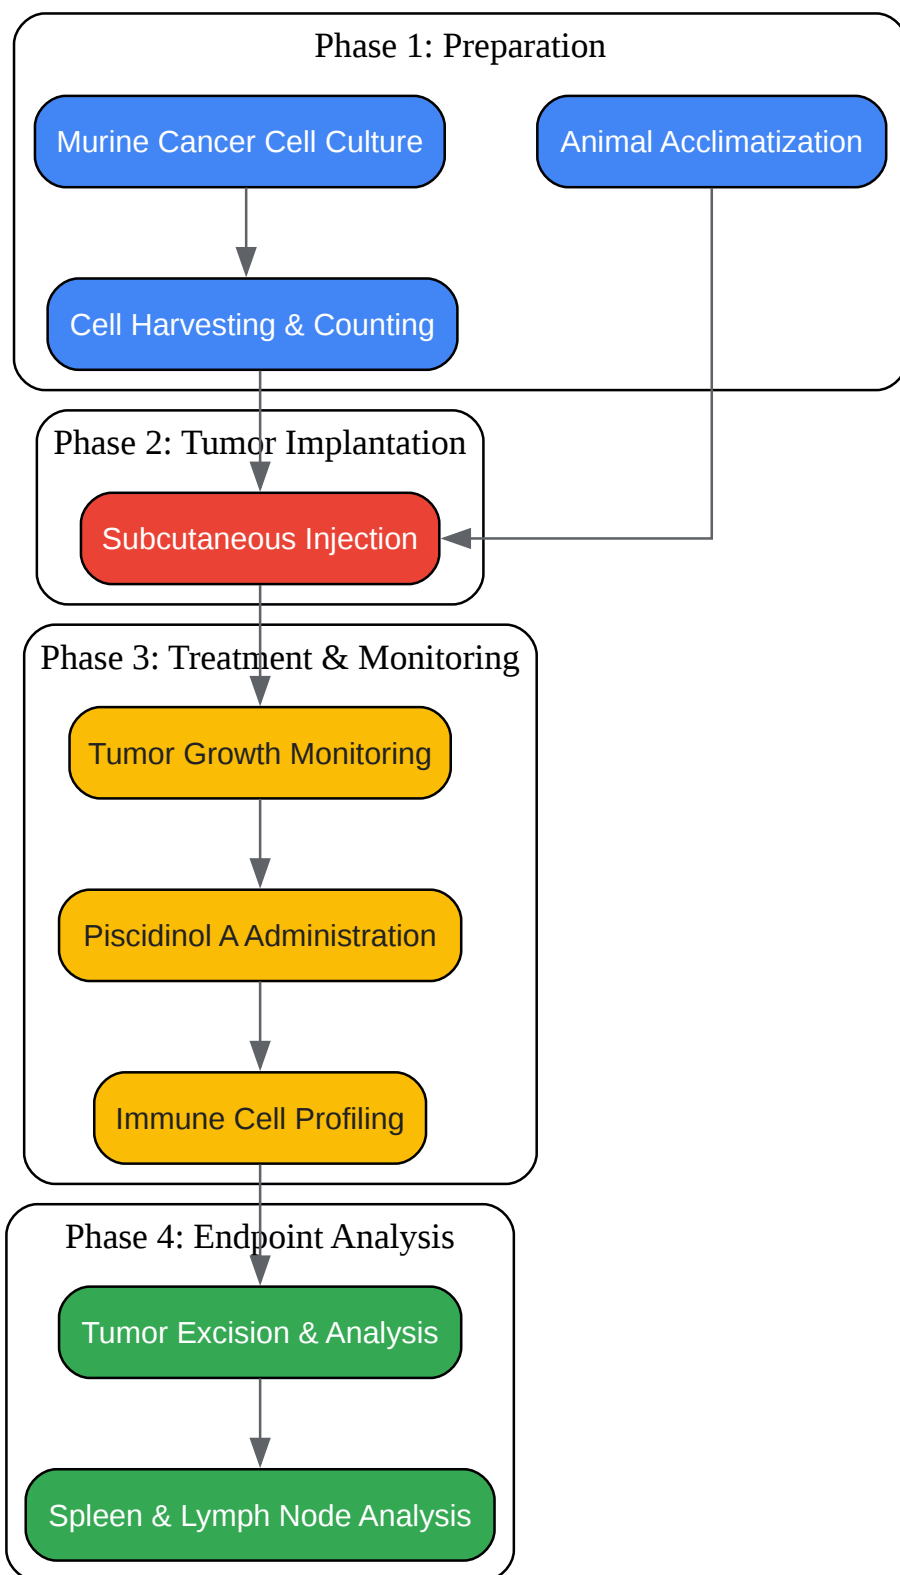 Phase 1: Preparation
Murine Cancer Cell Culture
Animal Acclimatization
Cell Harvesting & Counting
Phase 2: Tumor Implantation
Subcutaneous Injection
Phase 3: Treatment & Monitoring
Tumor Growth Monitoring
Piscidinol A Administration
Immune Cell Profiling
Phase 4: Endpoint Analysis
Tumor Excision & Analysis
Spleen & Lymph Node Analysis